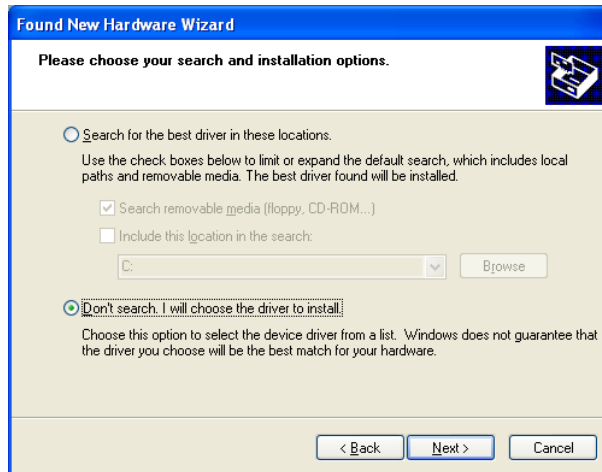 Found New Hardware Wizard
Please choose your search and installation options.
Search for the best driver in these locations.
Use the check boxes below to limit or expand the default search, which includes local
paths and removable media. The best driver found will be installed.
Search removable media (floppy, CD-ROM...)
Include this location in the search:
C:
Browse
Don't search. I will choose the driver to install.
Choose this option to select the device driver from a list. Windows does not guarantee that
the driver you choose will be the best match for your hardware.
< Back
Next >
Cancel